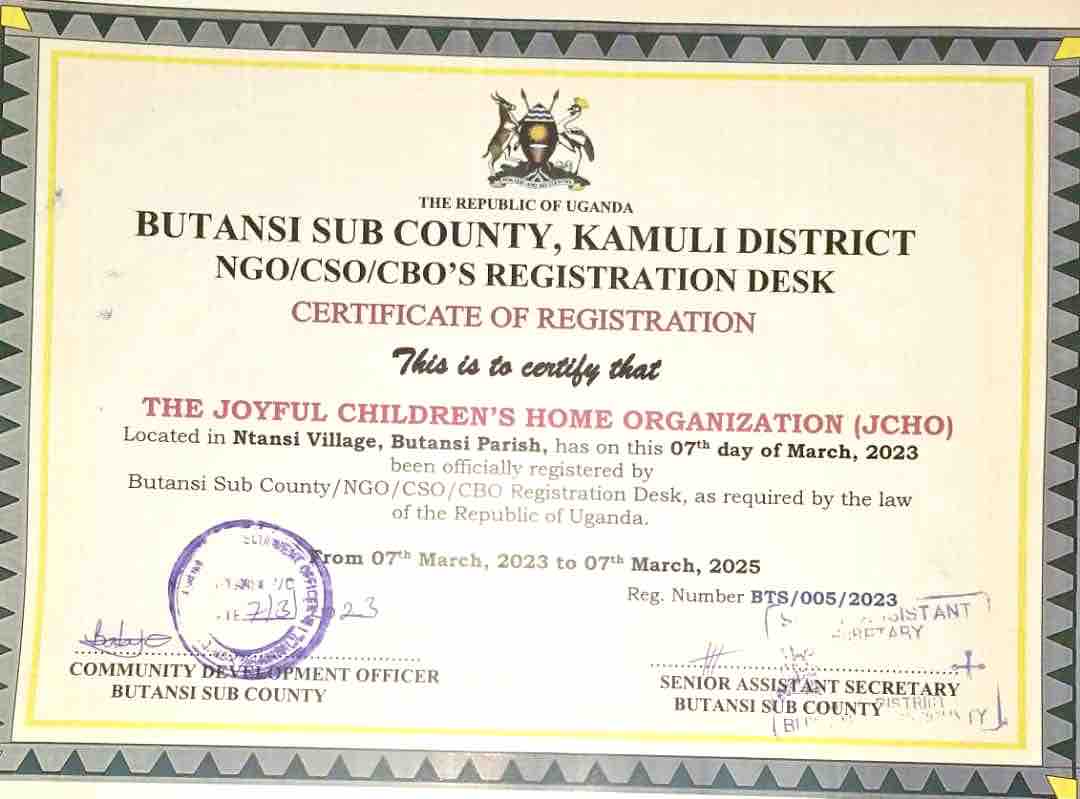 THE REPUBLIC OF UGANDA
BUTANSI SUB COUNTY, KAMULI DISTRICT
NGO/CSO/CBO'S REGISTRATION DESK
CERTIFICATE OF REGISTRATION
This is to certify that
THE JOYFUL CHILDREN'S HOME ORGANIZATION (JCHO)
Located in Ntansi Village, Butansi Parish, has on this 07th day of March, 2023
been officially registered by
Butansi Sub County/NGO/CSO/CBO Registration Desk, as required by the law
of the Republic of Uganda.
From 07th March, 2023 to 07th March, 2025
Reg. Number BTS/005/2023
7/3/ 23
COMMUNITY DEVELOPMENT OFFICER
BUTANSI SUB COUNTY
SENIOR ASSISTANT SECRETARY
BUTANSI SUB COUNTY